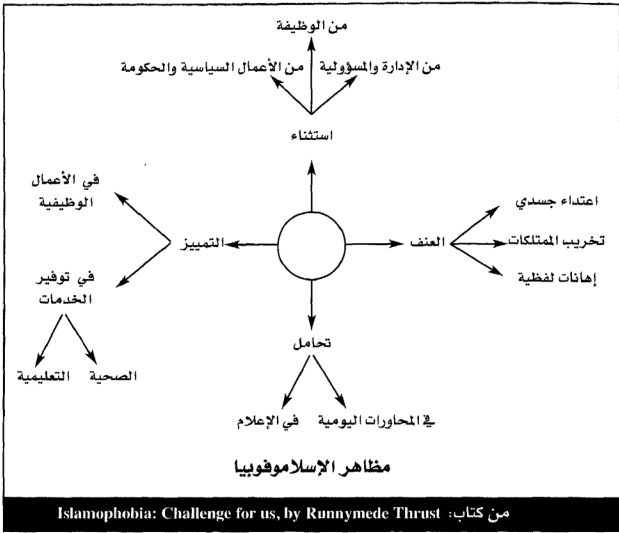 من الوظيفة
من الإدارة والمسؤولية
من الأعمال السياسية والحكومة
استثناء
اعتداء جسدي
العنف
تخريب الممتلكات
إهانات لفظية
التمييز
في الأعمال
الوظيفية
في توفير
الخدمات
الصحية
التعليمية
تحامل
في المحاورات اليومية
في الإعلام
مظاهر الإسلاموفوبيا
من كتاب: Islamophobia: Challenge for us, by Runnymede Thrust